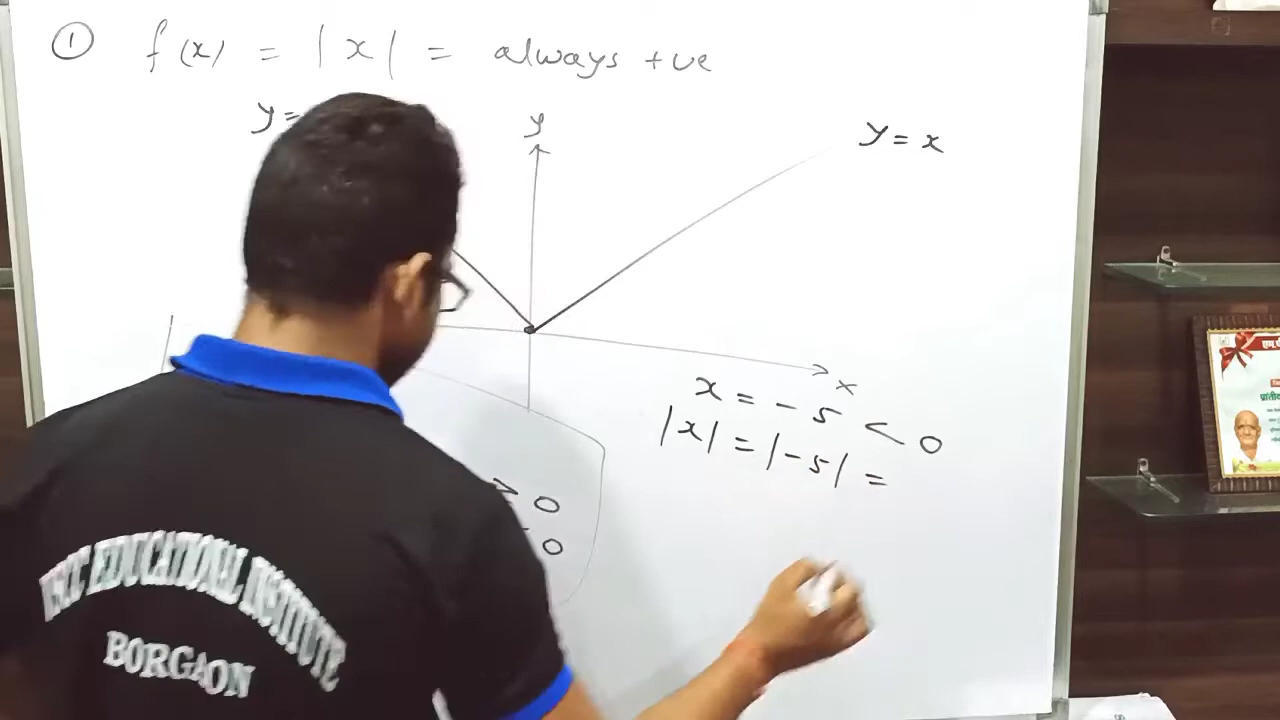 ① f(x) = |x| = always +ve
y=
y
y = x
x
x = -5 < 0
|x| = |-5| =
≥ 0
0
EDUCATIONAL INSTITUTE
BORGAON